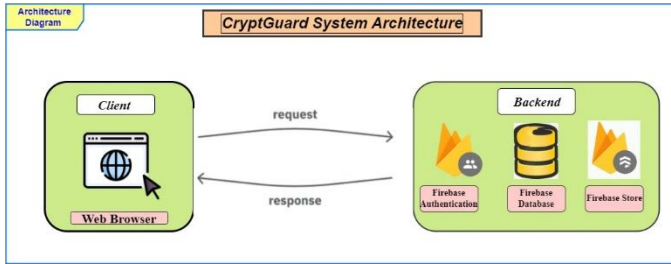 Architecture
Diagram
CryptGuard System Architecture
Client
Web Browser
request
response
Backend
Firebase
Authentication
Firebase
Database
Firebase Store